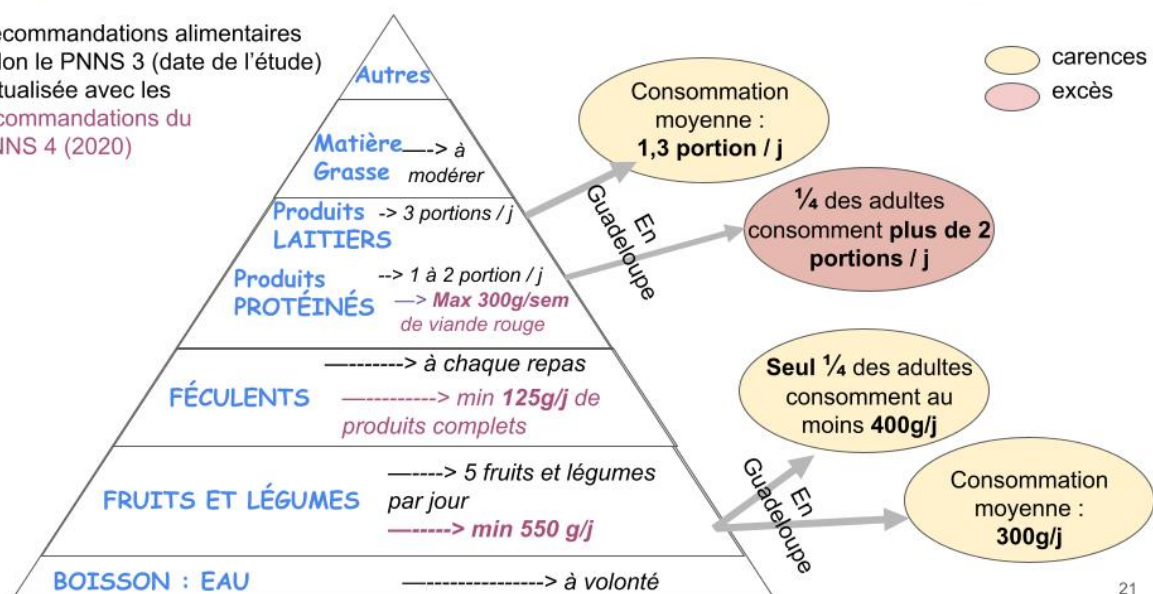 ecommandations alimentaires
lon le PNNS 3 (date de l'étude)
tualisée avec les
commandations du
NNS 4 (2020)
carences
excès
Autres
Matière ----> à
Grasse modérer
Produits -> 3 portions / j
LAITIERS
Produits --> 1 à 2 portion / j
PROTÉINÉS —> Max 300g/sem
de viande rouge
—-------> à chaque repas
FÉCULENTS —----------> min 125g/j de
produits complets
—----> 5 fruits et légumes
FRUITS ET LÉGUMES par jour
—-----> min 550 g/j
BOISSON : EAU —---------------> à volonté
Consommation
moyenne :
1,3 portion / j
En
Guadeloupe
¼ des adultes
consomment plus de 2
portions / j
Seul ¼ des adultes
consomment au
moins 400g/j
En
Guadeloupe
Consommation
moyenne :
300g/j
21